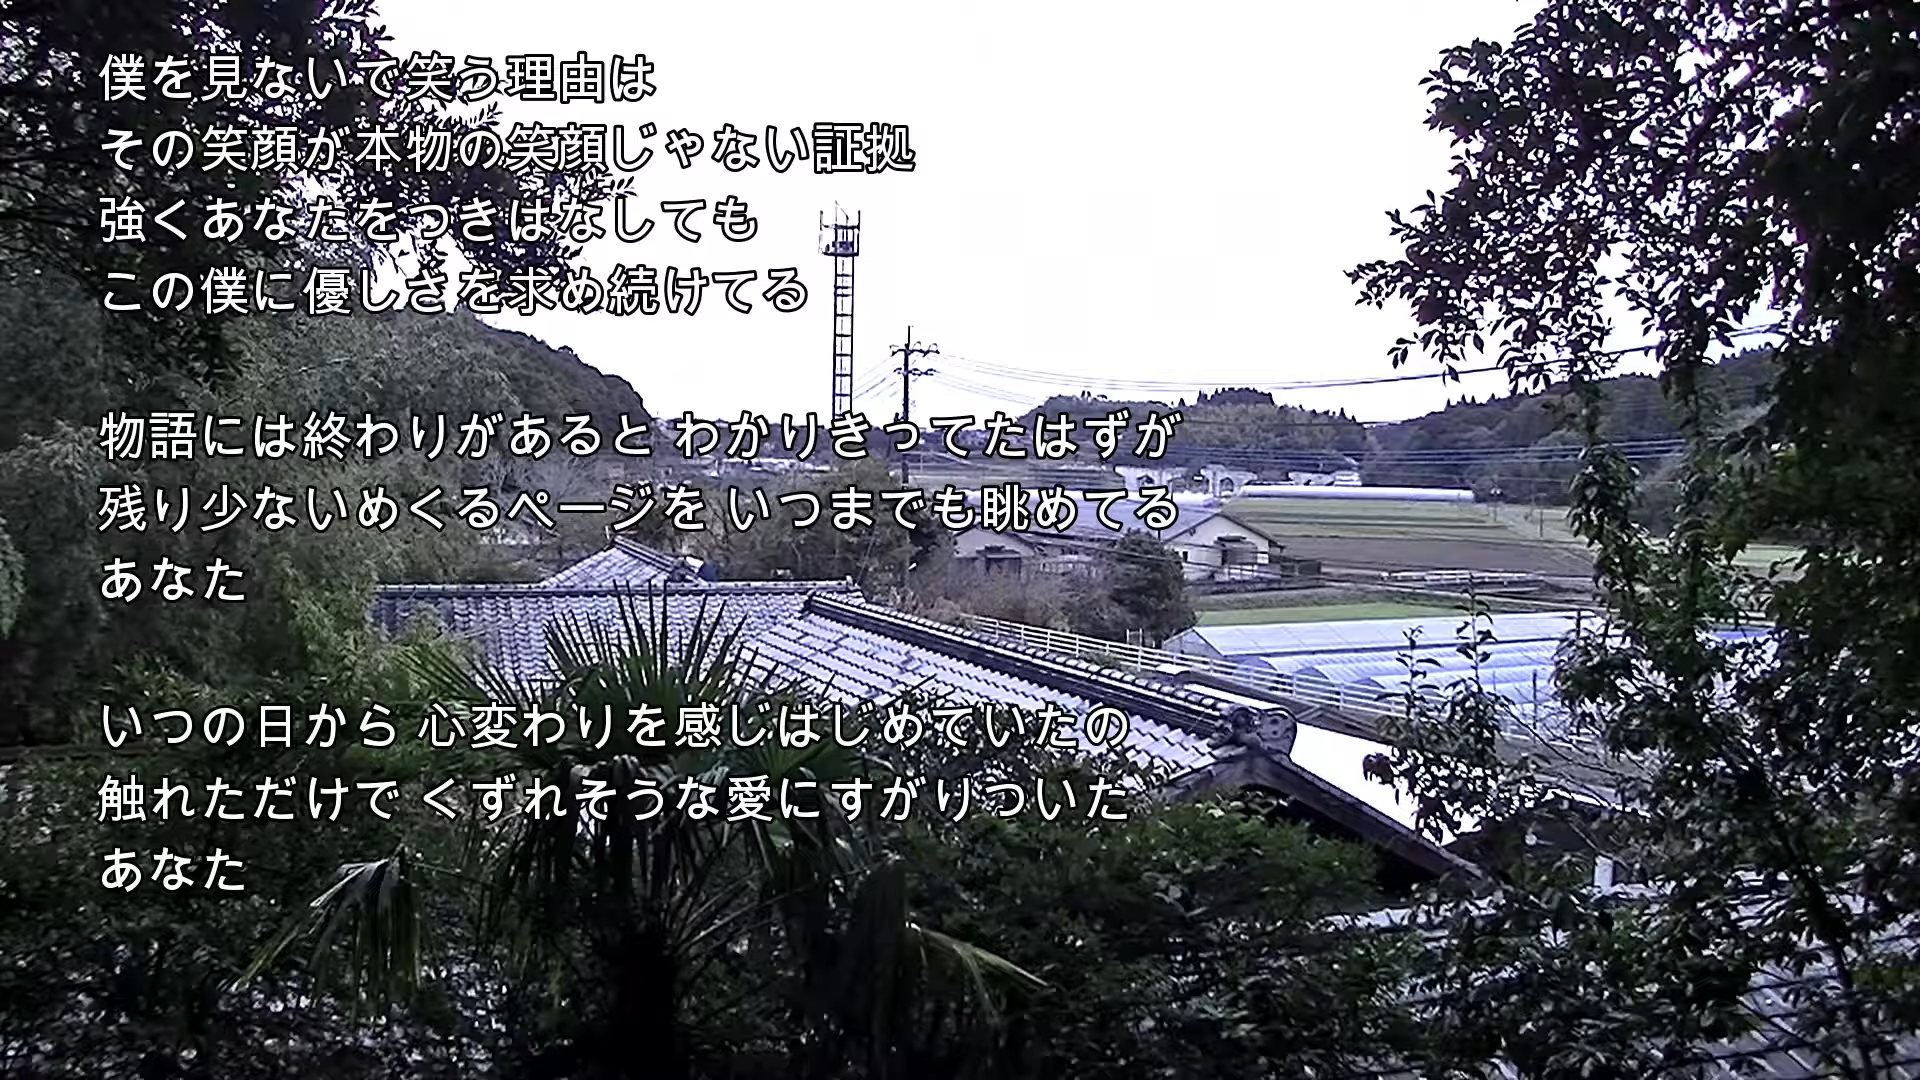 僕を見ないで笑う理由は
その笑顔が本物の笑顔じゃない証拠
強くあなたをつきはなしても
この僕に優しさを求め続けてる
物語には終わりがあると わかりきってたはずが
残り少ないめくるページを いつまでも眺めてる
あなた
いつの日から 心変わりを感じはじめていたの
触れただけで くずれそうな愛にすがりついた
あなた